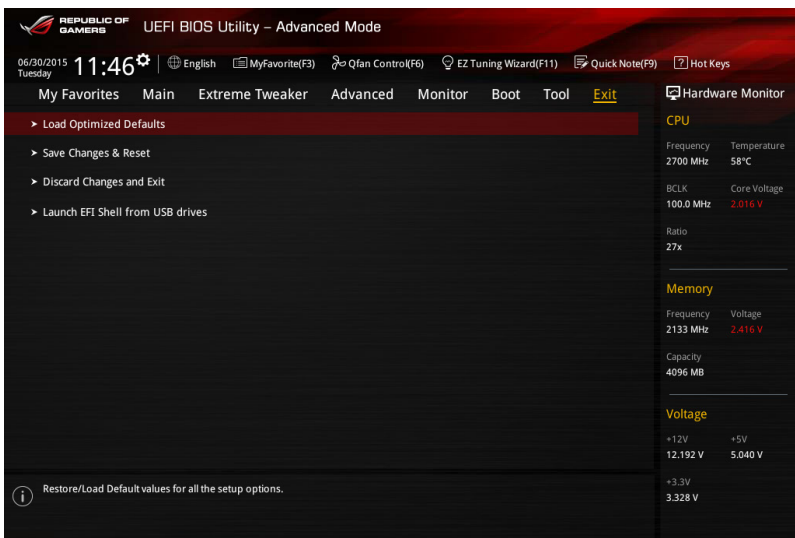 REPUBLIC OF
GAMERS
UEFI BIOS Utility – Advanced Mode
06/30/2015
Tuesday
11:46
English
MyFavorite(F3)
Qfan Control(F6)
EZ Tuning Wizard(F11)
Quick Note(F9)
? Hot Keys
My Favorites Main Extreme Tweaker Advanced Monitor Boot Tool Exit
> Load Optimized Defaults
> Save Changes & Reset
> Discard Changes and Exit
> Launch EFI Shell from USB drives
i Restore/Load Default values for all the setup options.
Hardware Monitor
CPU
Frequency Temperature
2700 MHz 58°C
BCLK Core Voltage
100.0 MHz 2.016 V
Ratio
27x
Memory
Frequency Voltage
2133 MHz 2.416 V
Capacity
4096 MB
Voltage
+12V +5V
12.192 V 5.040 V
+3.3V
3.328 V